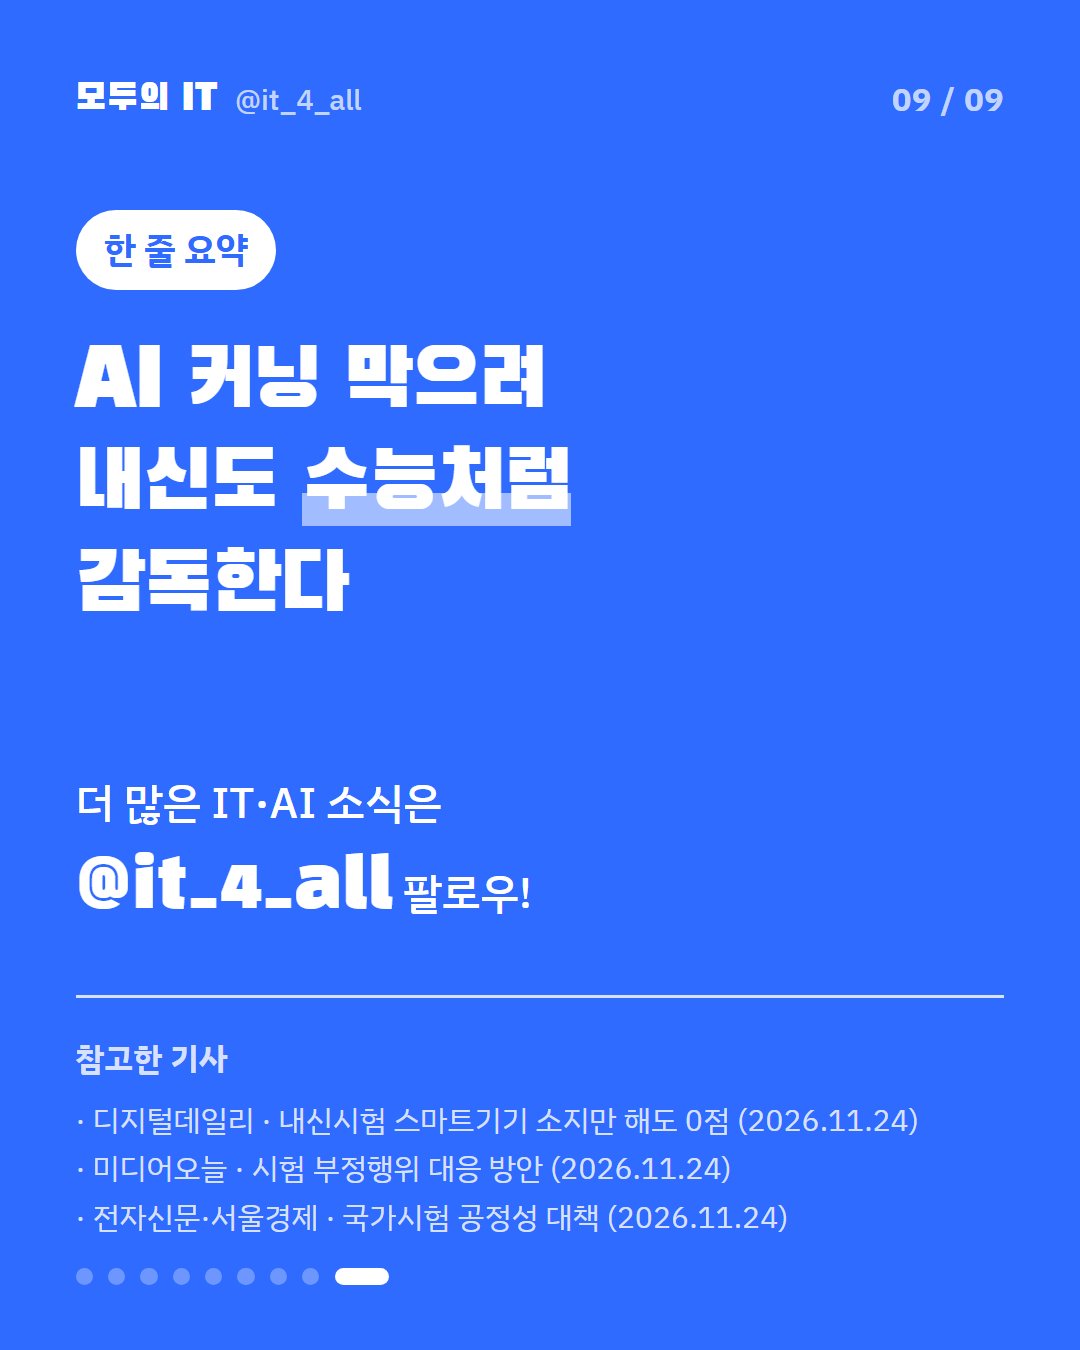 모두의 IT @it_4_all
09 / 09
한 줄 요약
AI 커닝 막으려
내신도 수능처럼
감독한다
더 많은 IT·AI 소식은
@it_4_all 팔로우!
참고한 기사
· 디지털데일리 · 내신시험 스마트기기 소지만 해도 0점 (2026.11.24)
· 미디어오늘 · 시험 부정행위 대응 방안 (2026.11.24)
· 전자신문·서울경제 · 국가시험 공정성 대책 (2026.11.24)